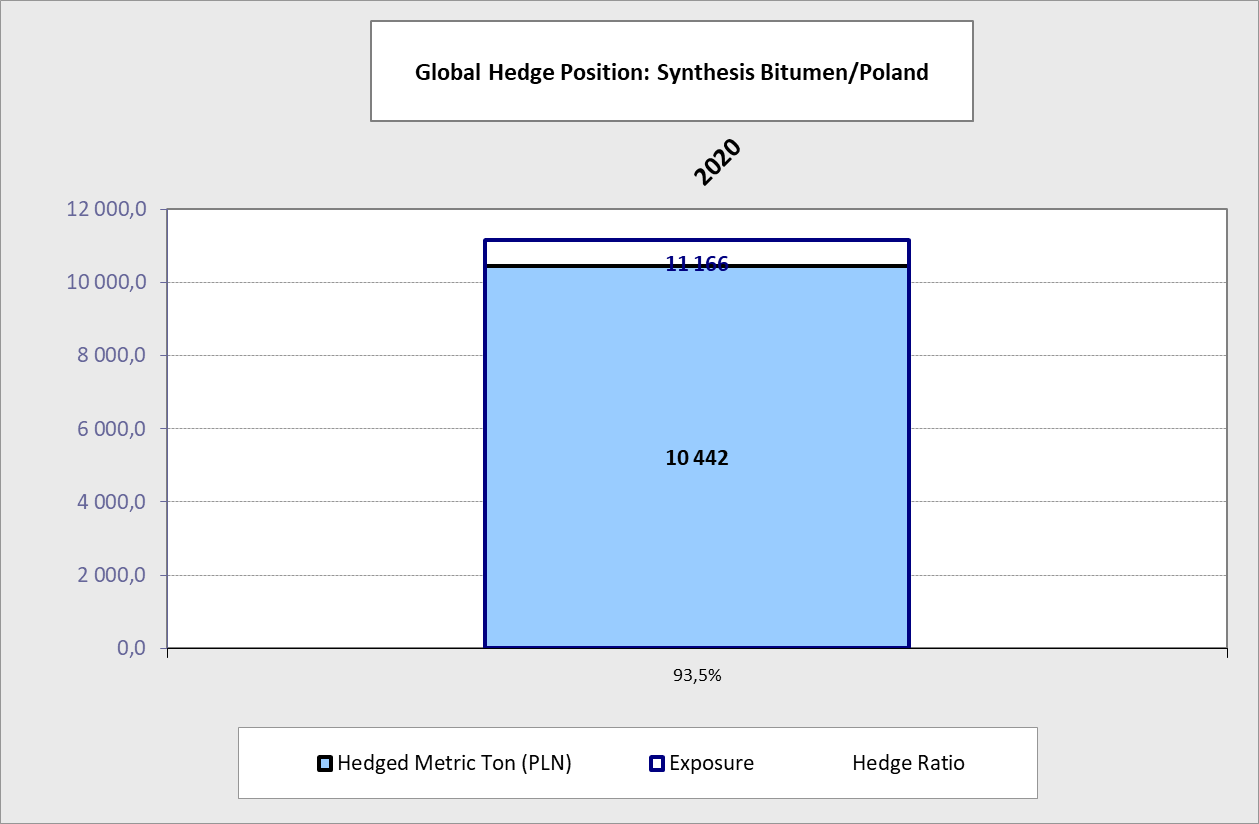 Global Hedge Position: Synthesis Bitumen/Poland
2020
12 000,0
10 000,0
8 000,0
6 000,0
4 000,0
2 000,0
0,0
11 166
10 442
93,5%
Hedged Metric Ton (PLN)
Exposure
Hedge Ratio